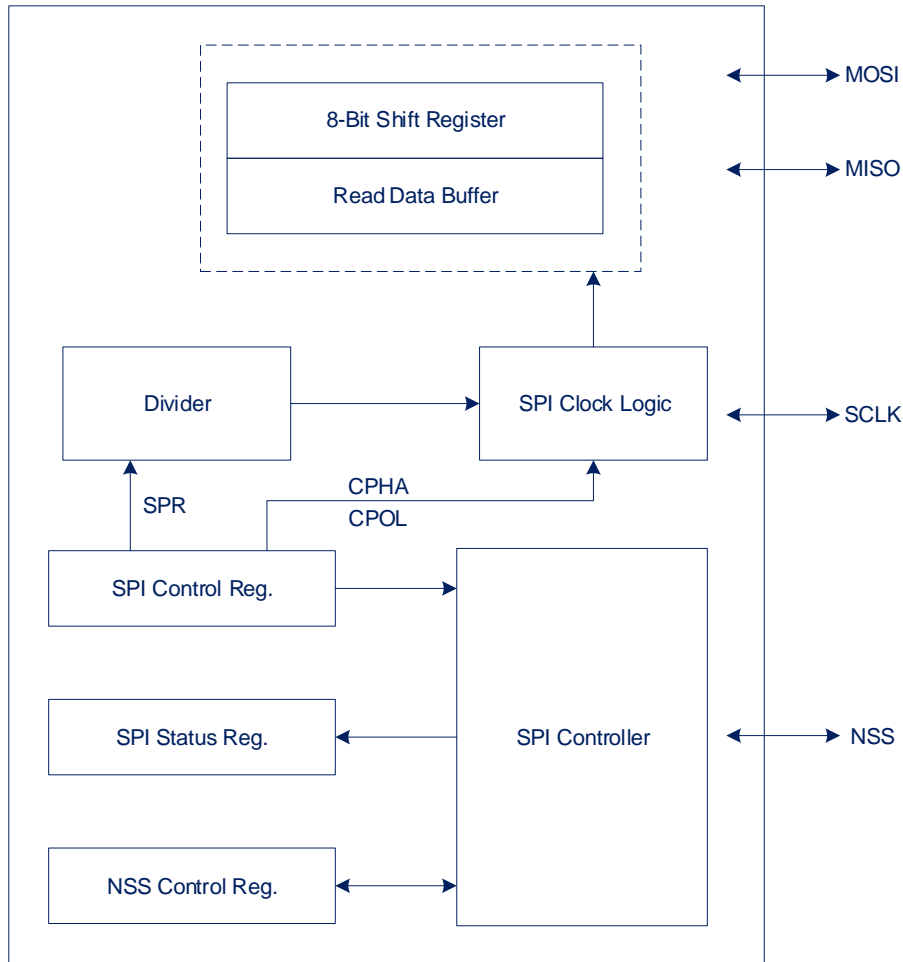 MOSI
8-Bit Shift Register
MISO
Read Data Buffer
Divider
SPI Clock Logic
SCLK
SPR
CPHA
CPOL
SPI Control Reg.
SPI Status Reg.
SPI Controller
NSS
NSS Control Reg.